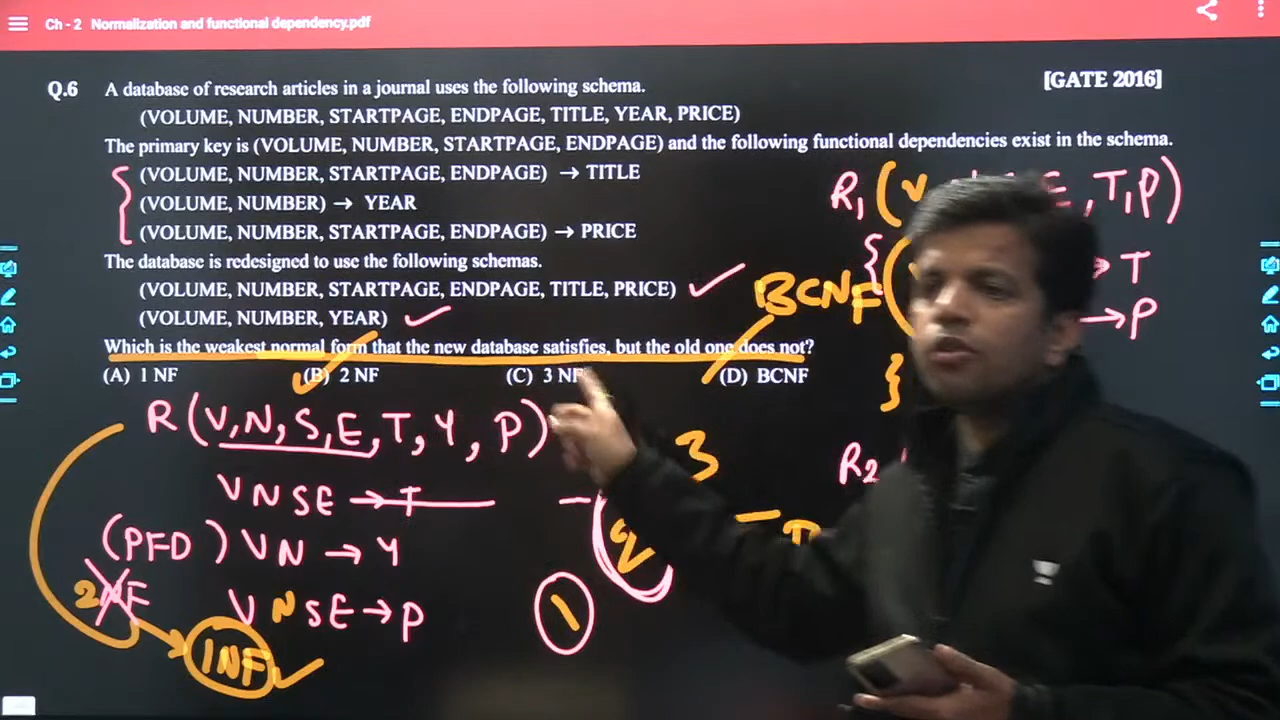 Ch - 2 Normalization and functional dependency.pdf
Q.6 A database of research articles in a journal uses the following schema. [GATE 2016]
(VOLUME, NUMBER, STARTPAGE, ENDPAGE, TITLE, YEAR, PRICE)
The primary key is (VOLUME, NUMBER, STARTPAGE, ENDPAGE) and the following functional dependencies exist in the schema.
(VOLUME, NUMBER, STARTPAGE, ENDPAGE) → TITLE
(VOLUME, NUMBER) → YEAR
(VOLUME, NUMBER, STARTPAGE, ENDPAGE) → PRICE
The database is redesigned to use the following schemas.
(VOLUME, NUMBER, STARTPAGE, ENDPAGE, TITLE, PRICE)
(VOLUME, NUMBER, YEAR)
Which is the weakest normal form that the new database satisfies, but the old one does not?
(A) 1 NF (B) 2 NF (C) 3 NF (D) BCNF
R (V, N, S, E, T, Y, P)
V N S E → T
(PFD) V N → Y
2NF V N S E → P
1NF
R1 (V E, T, P)
→ T
BCNF
→ P
3
2
1
R2